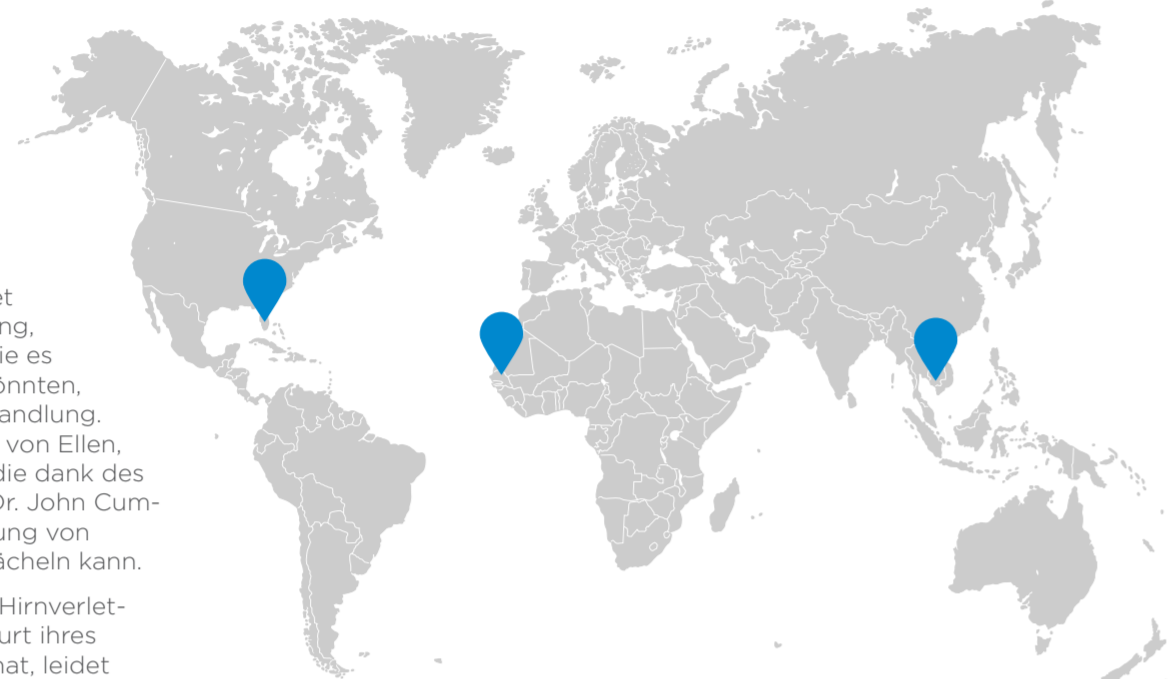 et
ng,
ie es
önnten,
andlung.
von Ellen,
die dank des
Dr. John Cum-
ung von
ächeln kann.
Hirnverlet-
urt ihres
nat, leidet